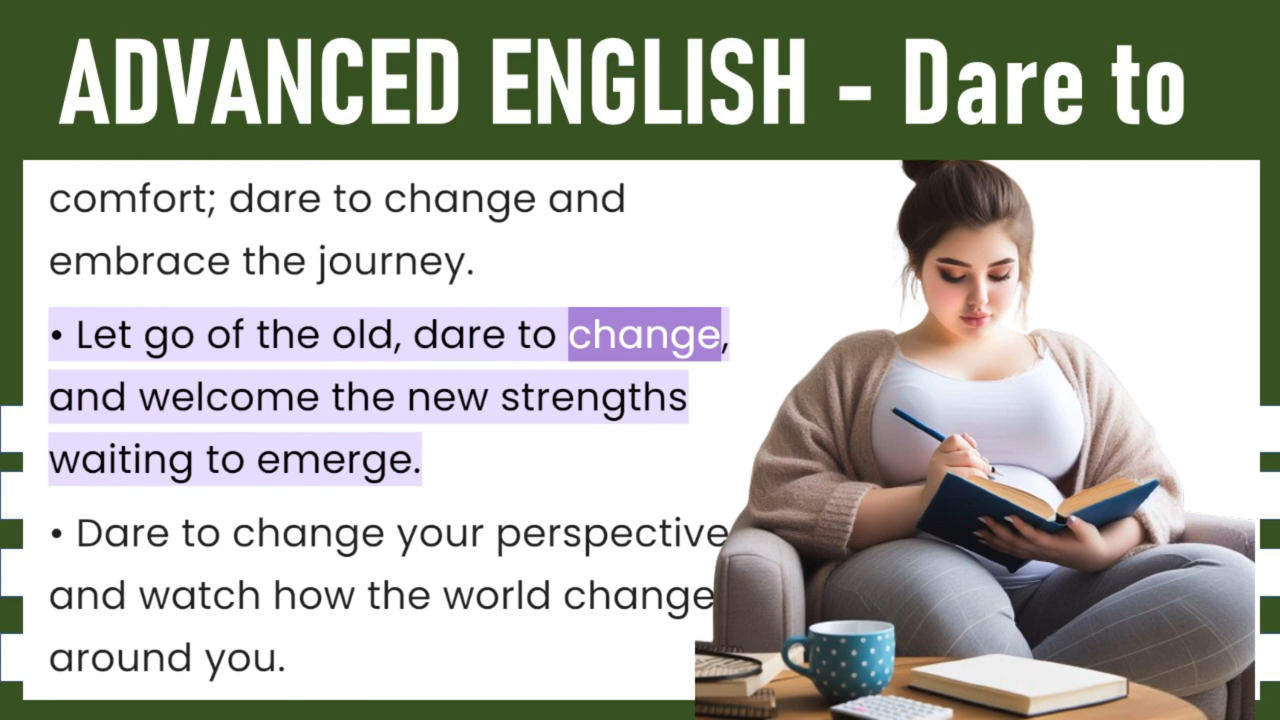 ADVANCED ENGLISH - Dare to
comfort; dare to change and
embrace the journey.
• Let go of the old, dare to change,
and welcome the new strengths
waiting to emerge.
• Dare to change your perspective
and watch how the world change
around you.